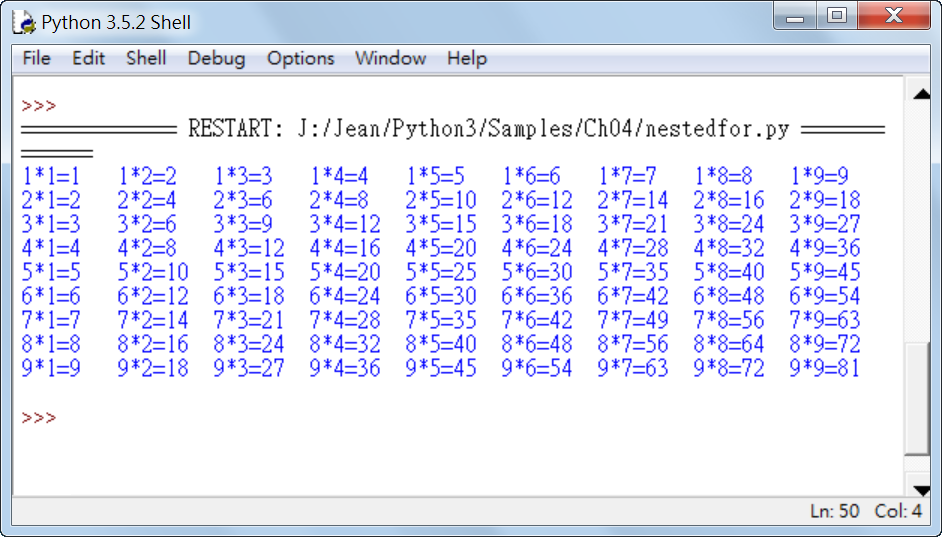 Python 3.5.2 Shell
File Edit Shell Debug Options Window Help
>>>
============= RESTART: J:/Jean/Python3/Samples/Ch04/nestedfor.py =======
======
1*1=1 1*2=2 1*3=3 1*4=4 1*5=5 1*6=6 1*7=7 1*8=8 1*9=9
2*1=2 2*2=4 2*3=6 2*4=8 2*5=10 2*6=12 2*7=14 2*8=16 2*9=18
3*1=3 3*2=6 3*3=9 3*4=12 3*5=15 3*6=18 3*7=21 3*8=24 3*9=27
4*1=4 4*2=8 4*3=12 4*4=16 4*5=20 4*6=24 4*7=28 4*8=32 4*9=36
5*1=5 5*2=10 5*3=15 5*4=20 5*5=25 5*6=30 5*7=35 5*8=40 5*9=45
6*1=6 6*2=12 6*3=18 6*4=24 6*5=30 6*6=36 6*7=42 6*8=48 6*9=54
7*1=7 7*2=14 7*3=21 7*4=28 7*5=35 7*6=42 7*7=49 7*8=56 7*9=63
8*1=8 8*2=16 8*3=24 8*4=32 8*5=40 8*6=48 8*7=56 8*8=64 8*9=72
9*1=9 9*2=18 9*3=27 9*4=36 9*5=45 9*6=54 9*7=63 9*8=72 9*9=81
>>>
Ln: 50 Col: 4